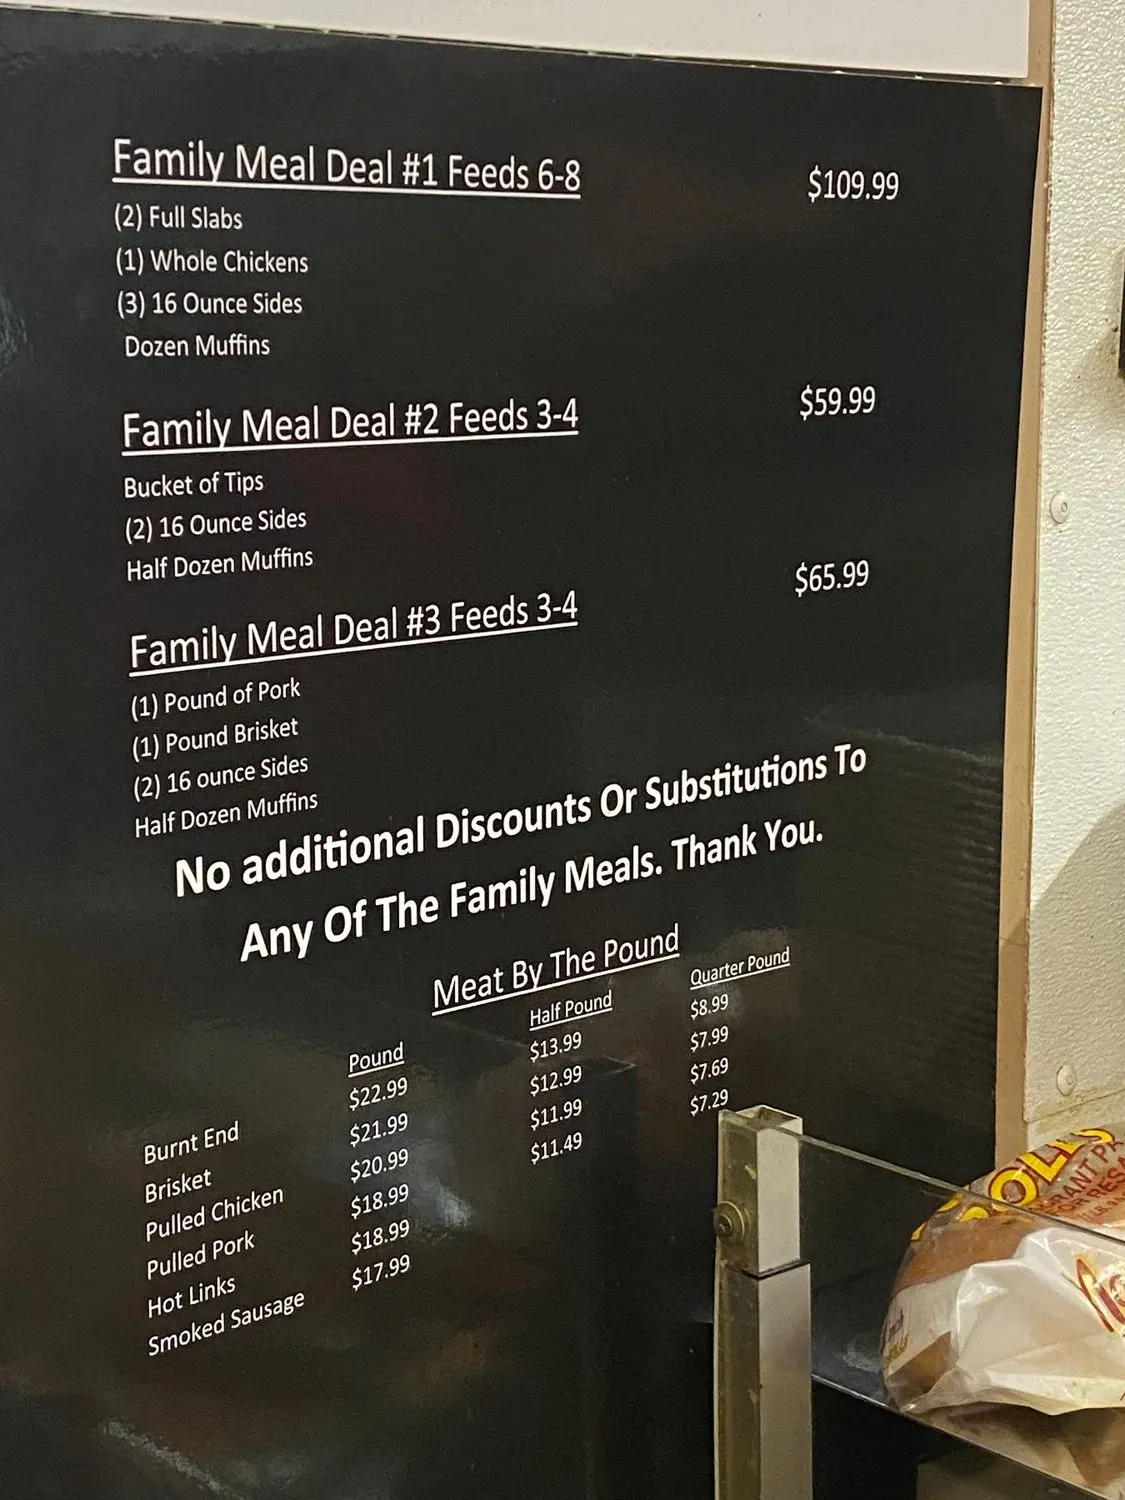 Family Meal Deal #1 Feeds 6-8 $109.99
(2) Full Slabs
(1) Whole Chickens
(3) 16 Ounce Sides
Dozen Muffins
Family Meal Deal #2 Feeds 3-4 $59.99
Bucket of Tips
(2) 16 Ounce Sides
Half Dozen Muffins
Family Meal Deal #3 Feeds 3-4 $65.99
(1) Pound of Pork
(1) Pound Brisket
(2) 16 ounce Sides
Half Dozen Muffins
No additional Discounts Or Substitutions To
Any Of The Family Meals. Thank You.
Meat By The Pound
Pound Half Pound Quarter Pound
Burnt End $22.99 $13.99 $8.99
Brisket $21.99 $12.99 $7.99
Pulled Chicken $20.99 $11.99 $7.69
Pulled Pork $18.99 $11.49 $7.29
Hot Links $18.99
Smoked Sausage $17.99